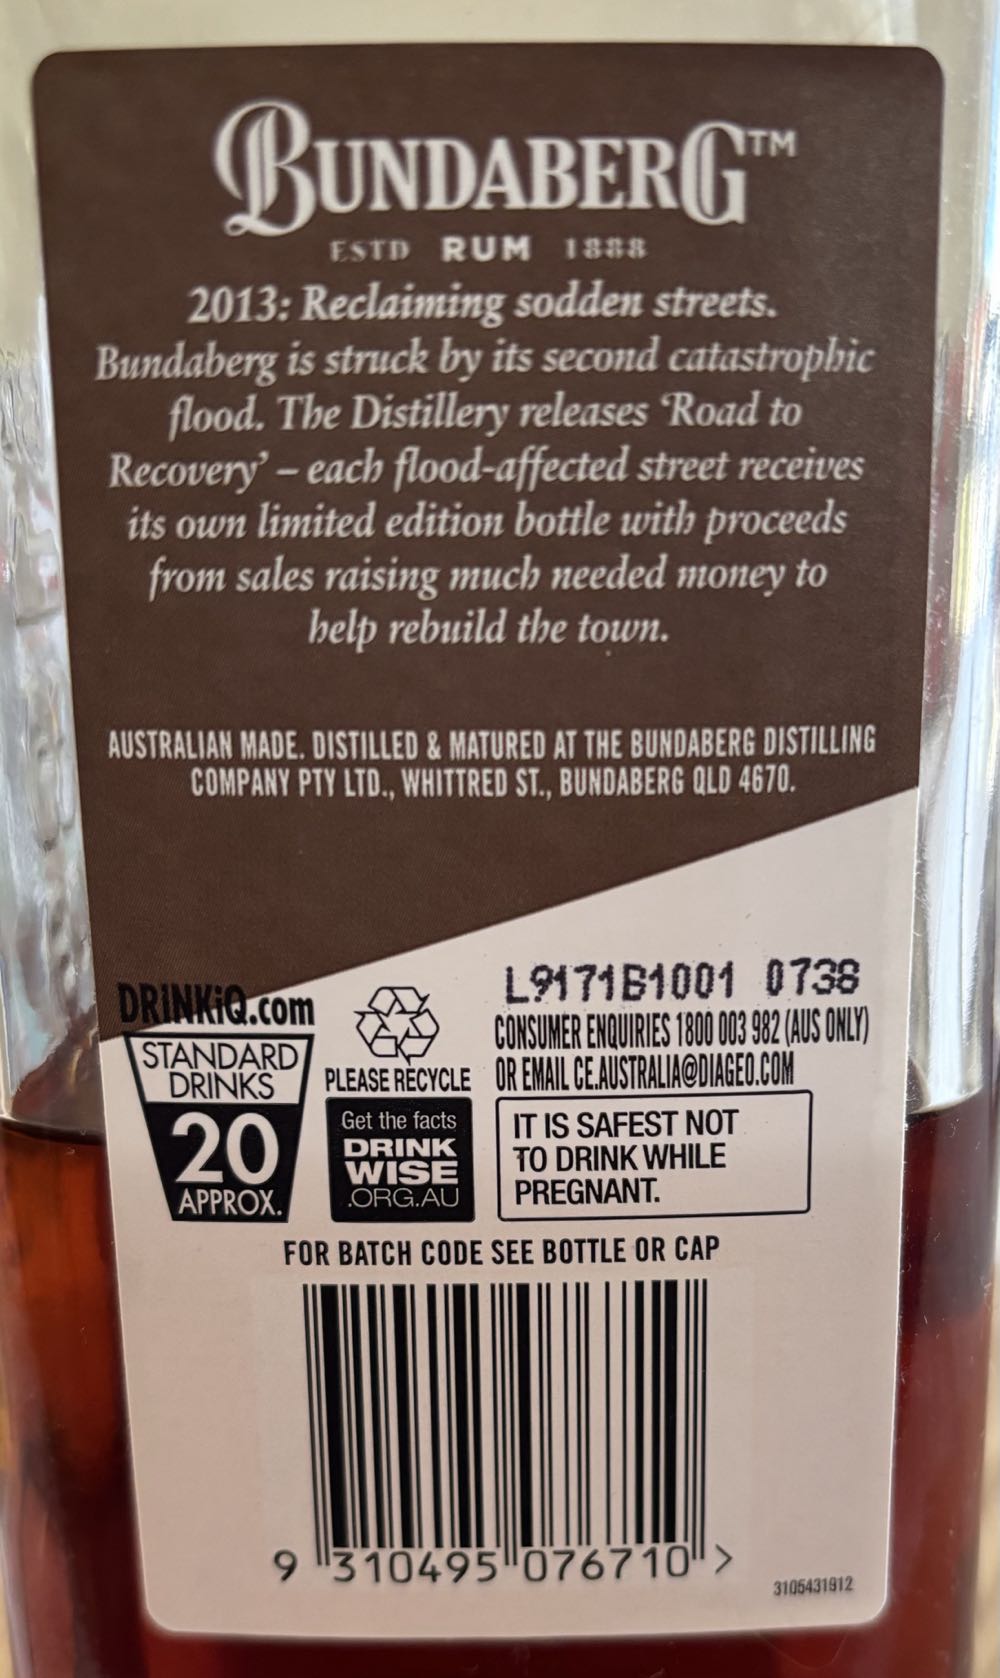 BUNDABERG™
ESTD RUM 1888
2013: Reclaiming sodden streets.
Bundaberg is struck by its second catastrophic
flood. The Distillery releases ‘Road to
Recovery’ – each flood-affected street receives
its own limited edition bottle with proceeds
from sales raising much needed money to
help rebuild the town.
AUSTRALIAN MADE. DISTILLED & MATURED AT THE BUNDABERG DISTILLING
COMPANY PTY LTD., WHITTRED ST., BUNDABERG QLD 4670.
L9171B1001 0738
DRINKiQ.com
STANDARD
DRINKS
20
APPROX.
PLEASE RECYCLE
Get the facts
DRINK
WISE
.ORG.AU
CONSUMER ENQUIRIES 1800 003 982 (AUS ONLY)
OR EMAIL CE.AUSTRALIA@DIAGEO.COM
IT IS SAFEST NOT
TO DRINK WHILE
PREGNANT.
FOR BATCH CODE SEE BOTTLE OR CAP
9 310495 076710 >
3105431912